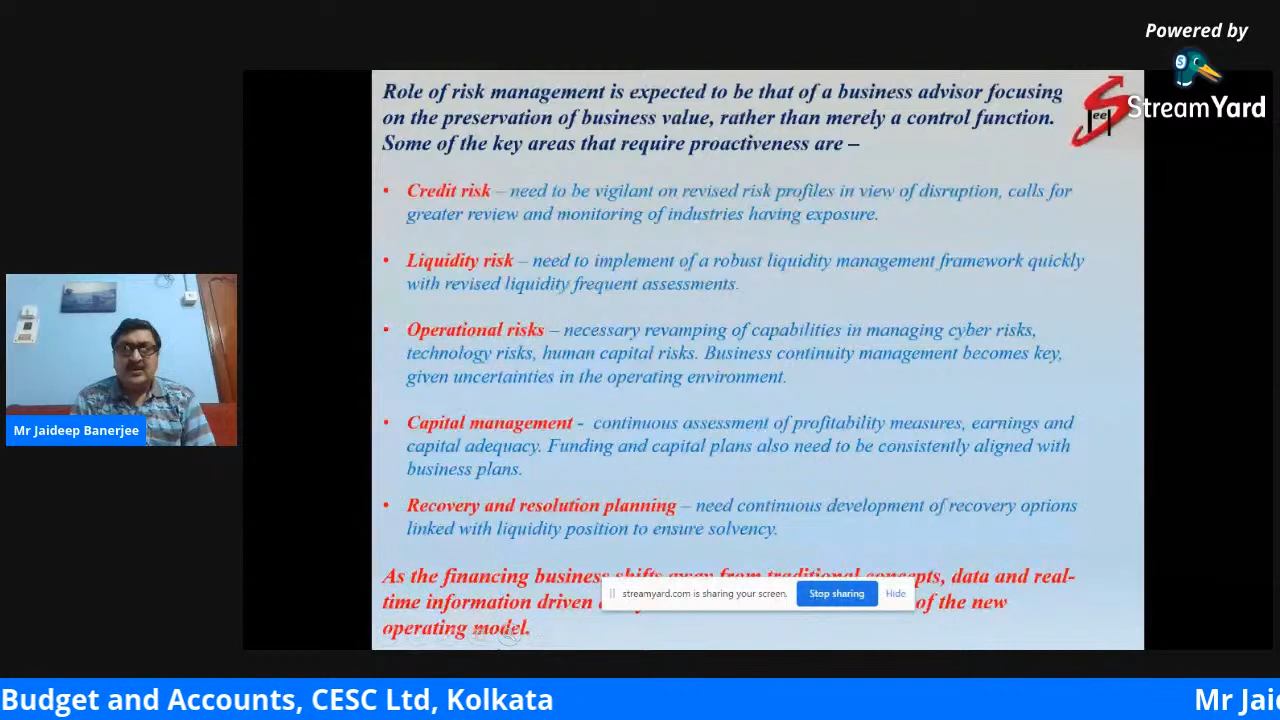 Powered by
StreamYard
Role of risk management is expected to be that of a business advisor focusing
on the preservation of business value, rather than merely a control function.
Some of the key areas that require proactiveness are –
• Credit risk – need to be vigilant on revised risk profiles in view of disruption, calls for
greater review and monitoring of industries having exposure.
• Liquidity risk – need to implement of a robust liquidity management framework quickly
with revised liquidity frequent assessments.
• Operational risks – necessary revamping of capabilities in managing cyber risks,
technology risks, human capital risks. Business continuity management becomes key,
given uncertainties in the operating environment.
• Capital management - continuous assessment of profitability measures, earnings and
capital adequacy. Funding and capital plans also need to be consistently aligned with
business plans.
• Recovery and resolution planning – need continuous development of recovery options
linked with liquidity position to ensure solvency.
As the financing business shifts away from traditional concepts, data and real-
time information driven of the new
operating model.
streamyard.com is sharing your screen. Stop sharing Hide
Mr Jaideep Banerjee
Budget and Accounts, CESC Ltd, Kolkata Mr Jai